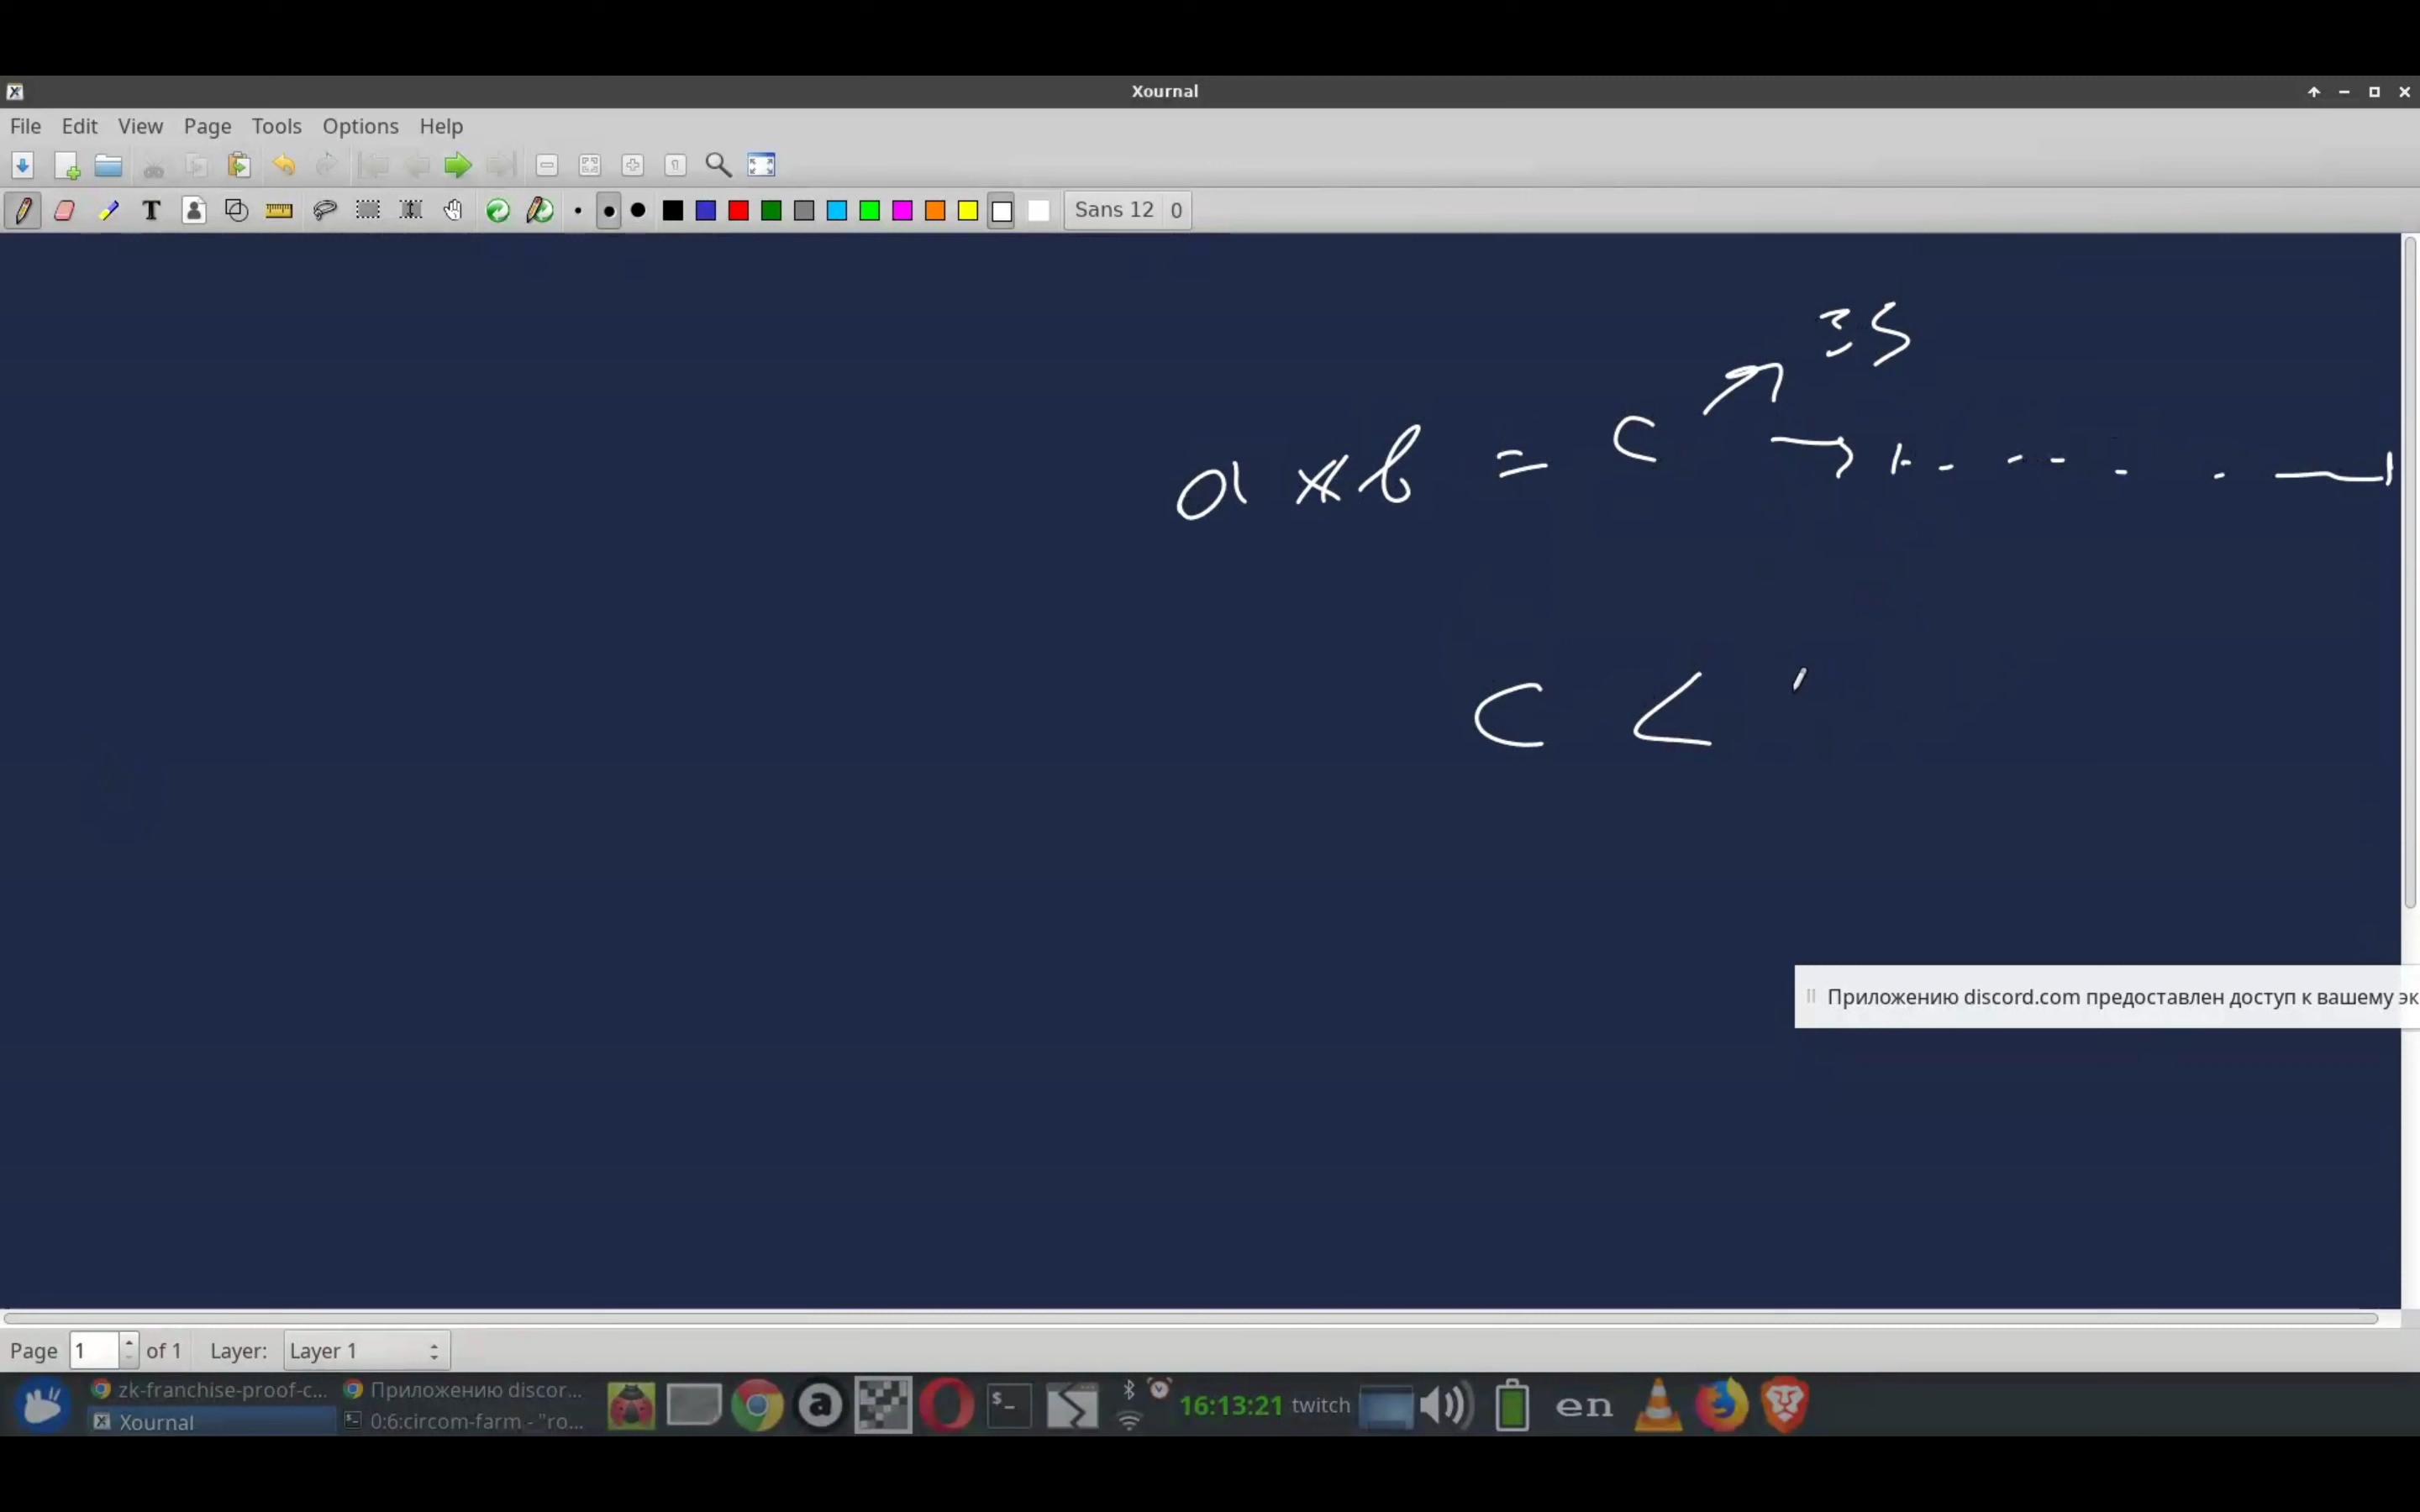 Xournal
File Edit View Page Tools Options Help
Sans 12 0
35
a * b = c
c <
Приложению discord.com предоставлен доступ к вашему эк
Page 1 of 1 Layer: Layer 1
zk-franchise-proof-c... Приложению discor...
Xournal 0:6:circom-farm - "ro...
16:13:21 twitch en